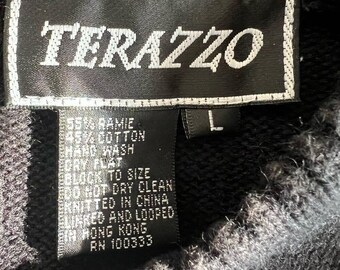 TERAZZO
L
55% RAMIE
45% COTTON
HAND WASH
DRY FLAT
BLOCK TO SIZE
DO NOT DRY CLEAN
KNITTED IN CHINA
LINKED AND LOOPED
IN HONG KONG
RN 100333